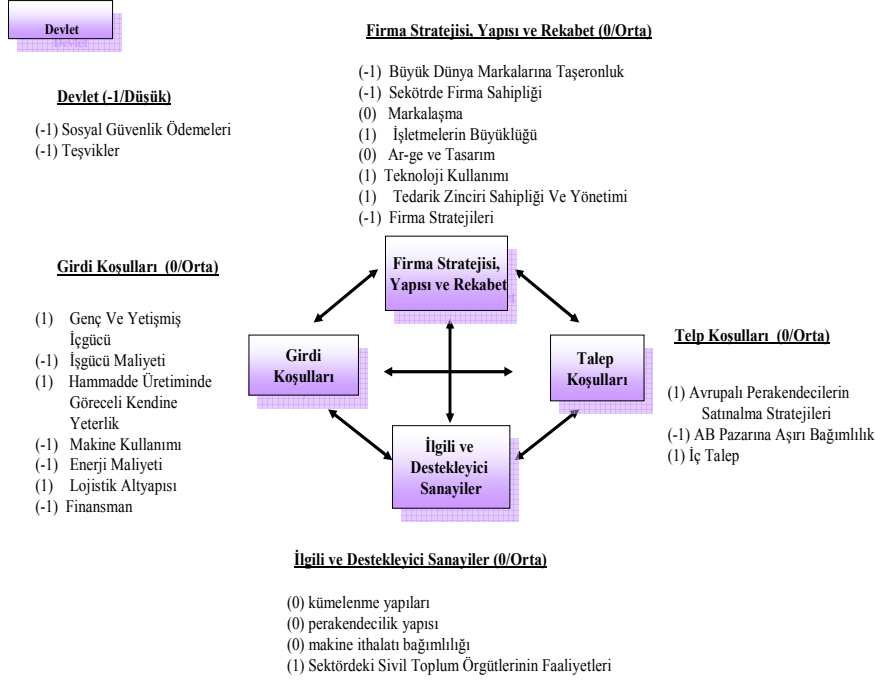 Devlet
Devlet (-1/Düşük)
(-1) Sosyal Güvenlik Ödemeleri
(-1) Teşvikler
Firma Stratejisi, Yapısı ve Rekabet (0/Orta)
(-1) Büyük Dünya Markalarına Taşeronluk
(-1) Sekötrde Firma Sahipliği
(0) Markalaşma
(1) İşletmelerin Büyüklüğü
(0) Ar-ge ve Tasarım
(1) Teknoloji Kullanımı
(1) Tedarik Zinciri Sahipliği Ve Yönetimi
(-1) Firma Stratejileri
Girdi Koşulları (0/Orta)
(1) Genç Ve Yetişmiş
İçgücü
(-1) İşgücü Maliyeti
(1) Hammadde Üretiminde
Göreceli Kendine
Yeterlik
(-1) Makine Kullanımı
(-1) Enerji Maliyeti
(1) Lojistik Altyapısı
(-1) Finansman
Firma Stratejisi,
Yapısı ve Rekabet
Girdi
Koşulları
Talep
Koşulları
İlgili ve
Destekleyici
Sanayiler
Telp Koşulları (0/Orta)
(1) Avrupalı Perakendecilerin
Satınalma Stratejileri
(-1) AB Pazarına Aşırı Bağımlılık
(1) İç Talep
İlgili ve Destekleyici Sanayiler (0/Orta)
(0) kümelenme yapıları
(0) perakendecilik yapısı
(0) makine ithalatı bağımlılığı
(1) Sektördeki Sivil Toplum Örgütlerinin Faaliyetleri